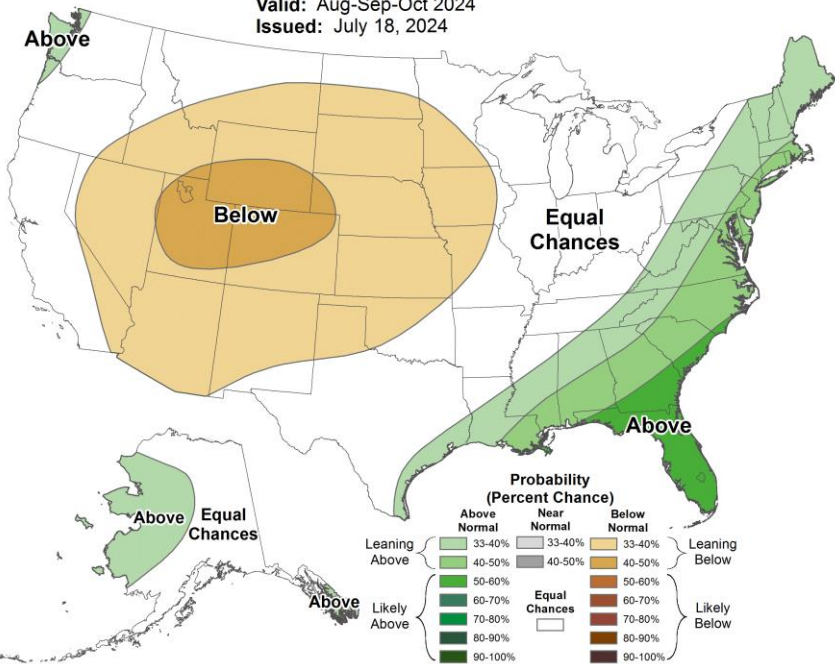 Valid: Aug-Sep-Oct 2024
Issued: July 18, 2024
Above
Below
Equal
Chances
Above
Above
Equal
Chances
Above
Probability
(Percent Chance)
Above
Normal
Near
Normal
Below
Normal
Leaning
Above
33-40%
33-40%
33-40%
Leaning
Below
40-50%
40-50%
40-50%
Likely
Above
50-60%
50-60%
Likely
Below
60-70%
Equal
Chances
60-70%
70-80%
70-80%
80-90%
80-90%
90-100%
90-100%